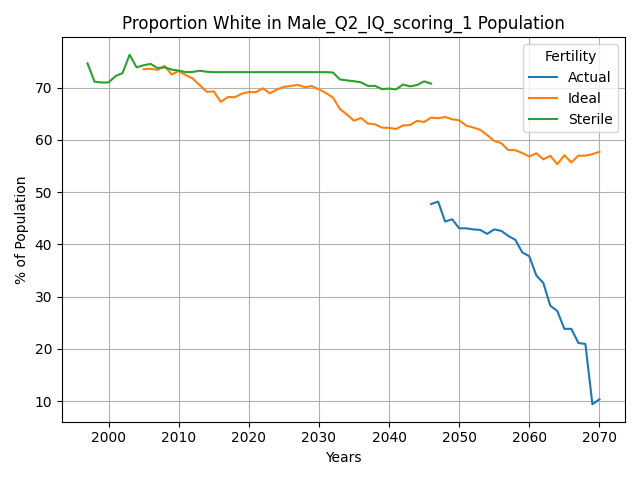 Proportion White in Male_Q2_IQ_scoring_1 Population
Fertility
Actual
Ideal
Sterile
% of Population
70
60
50
40
30
20
10
2000 2010 2020 2030 2040 2050 2060 2070
Years